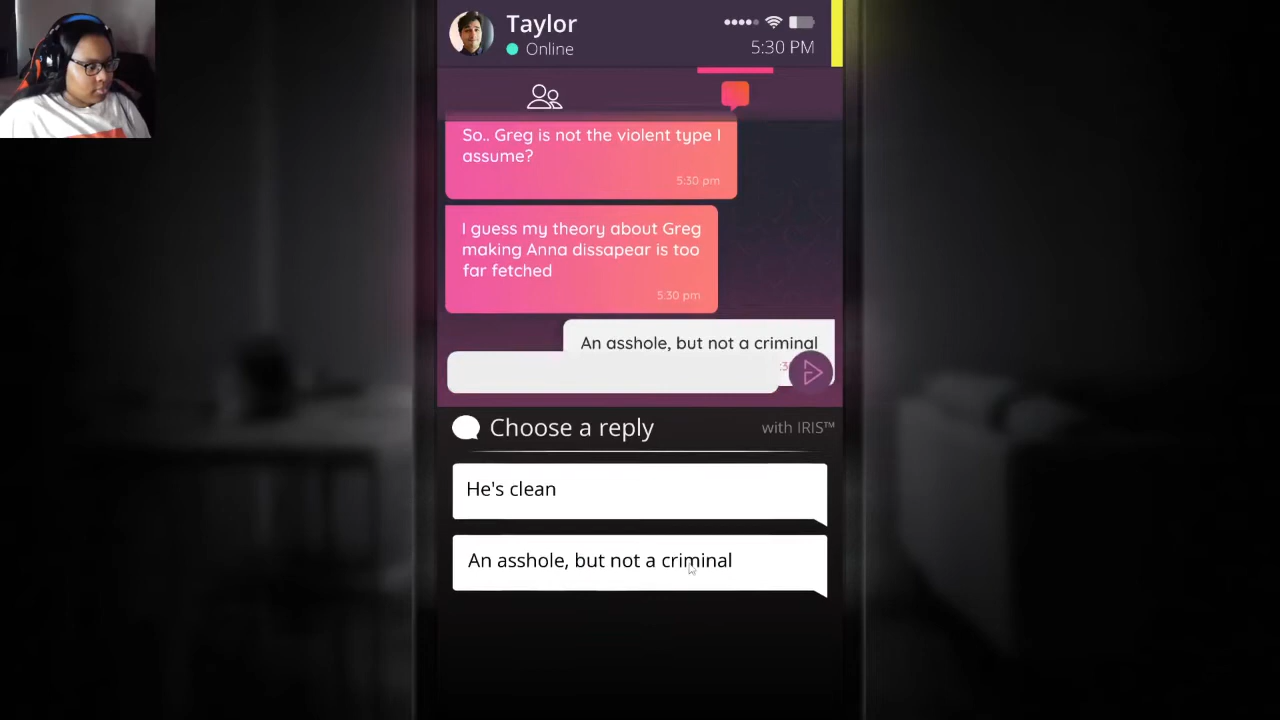 Taylor
Online
5:30 PM
So.. Greg is not the violent type I
assume?
5:30 pm
I guess my theory about Greg
making Anna dissapear is too
far fetched
5:30 pm
An asshole, but not a criminal
Choose a reply
with IRIS™
He's clean
An asshole, but not a criminal